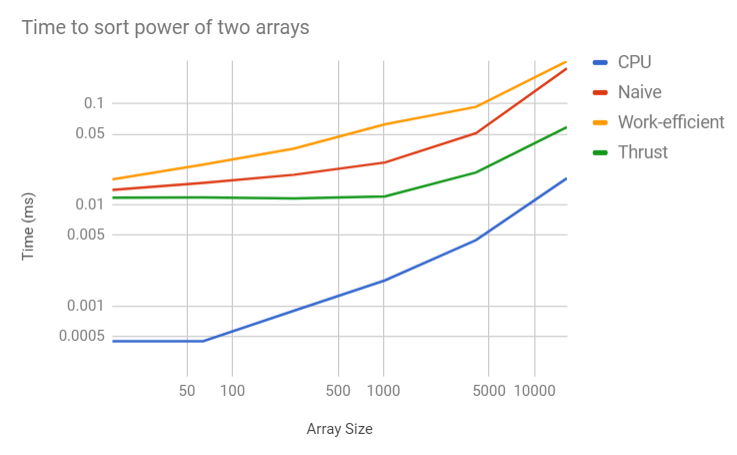 Time to sort power of two arrays
CPU
Naive
Work-efficient
Thrust
Time (ms)
0.1
0.05
0.01
0.005
0.001
0.0005
50 100 500 1000 5000 10000
Array Size